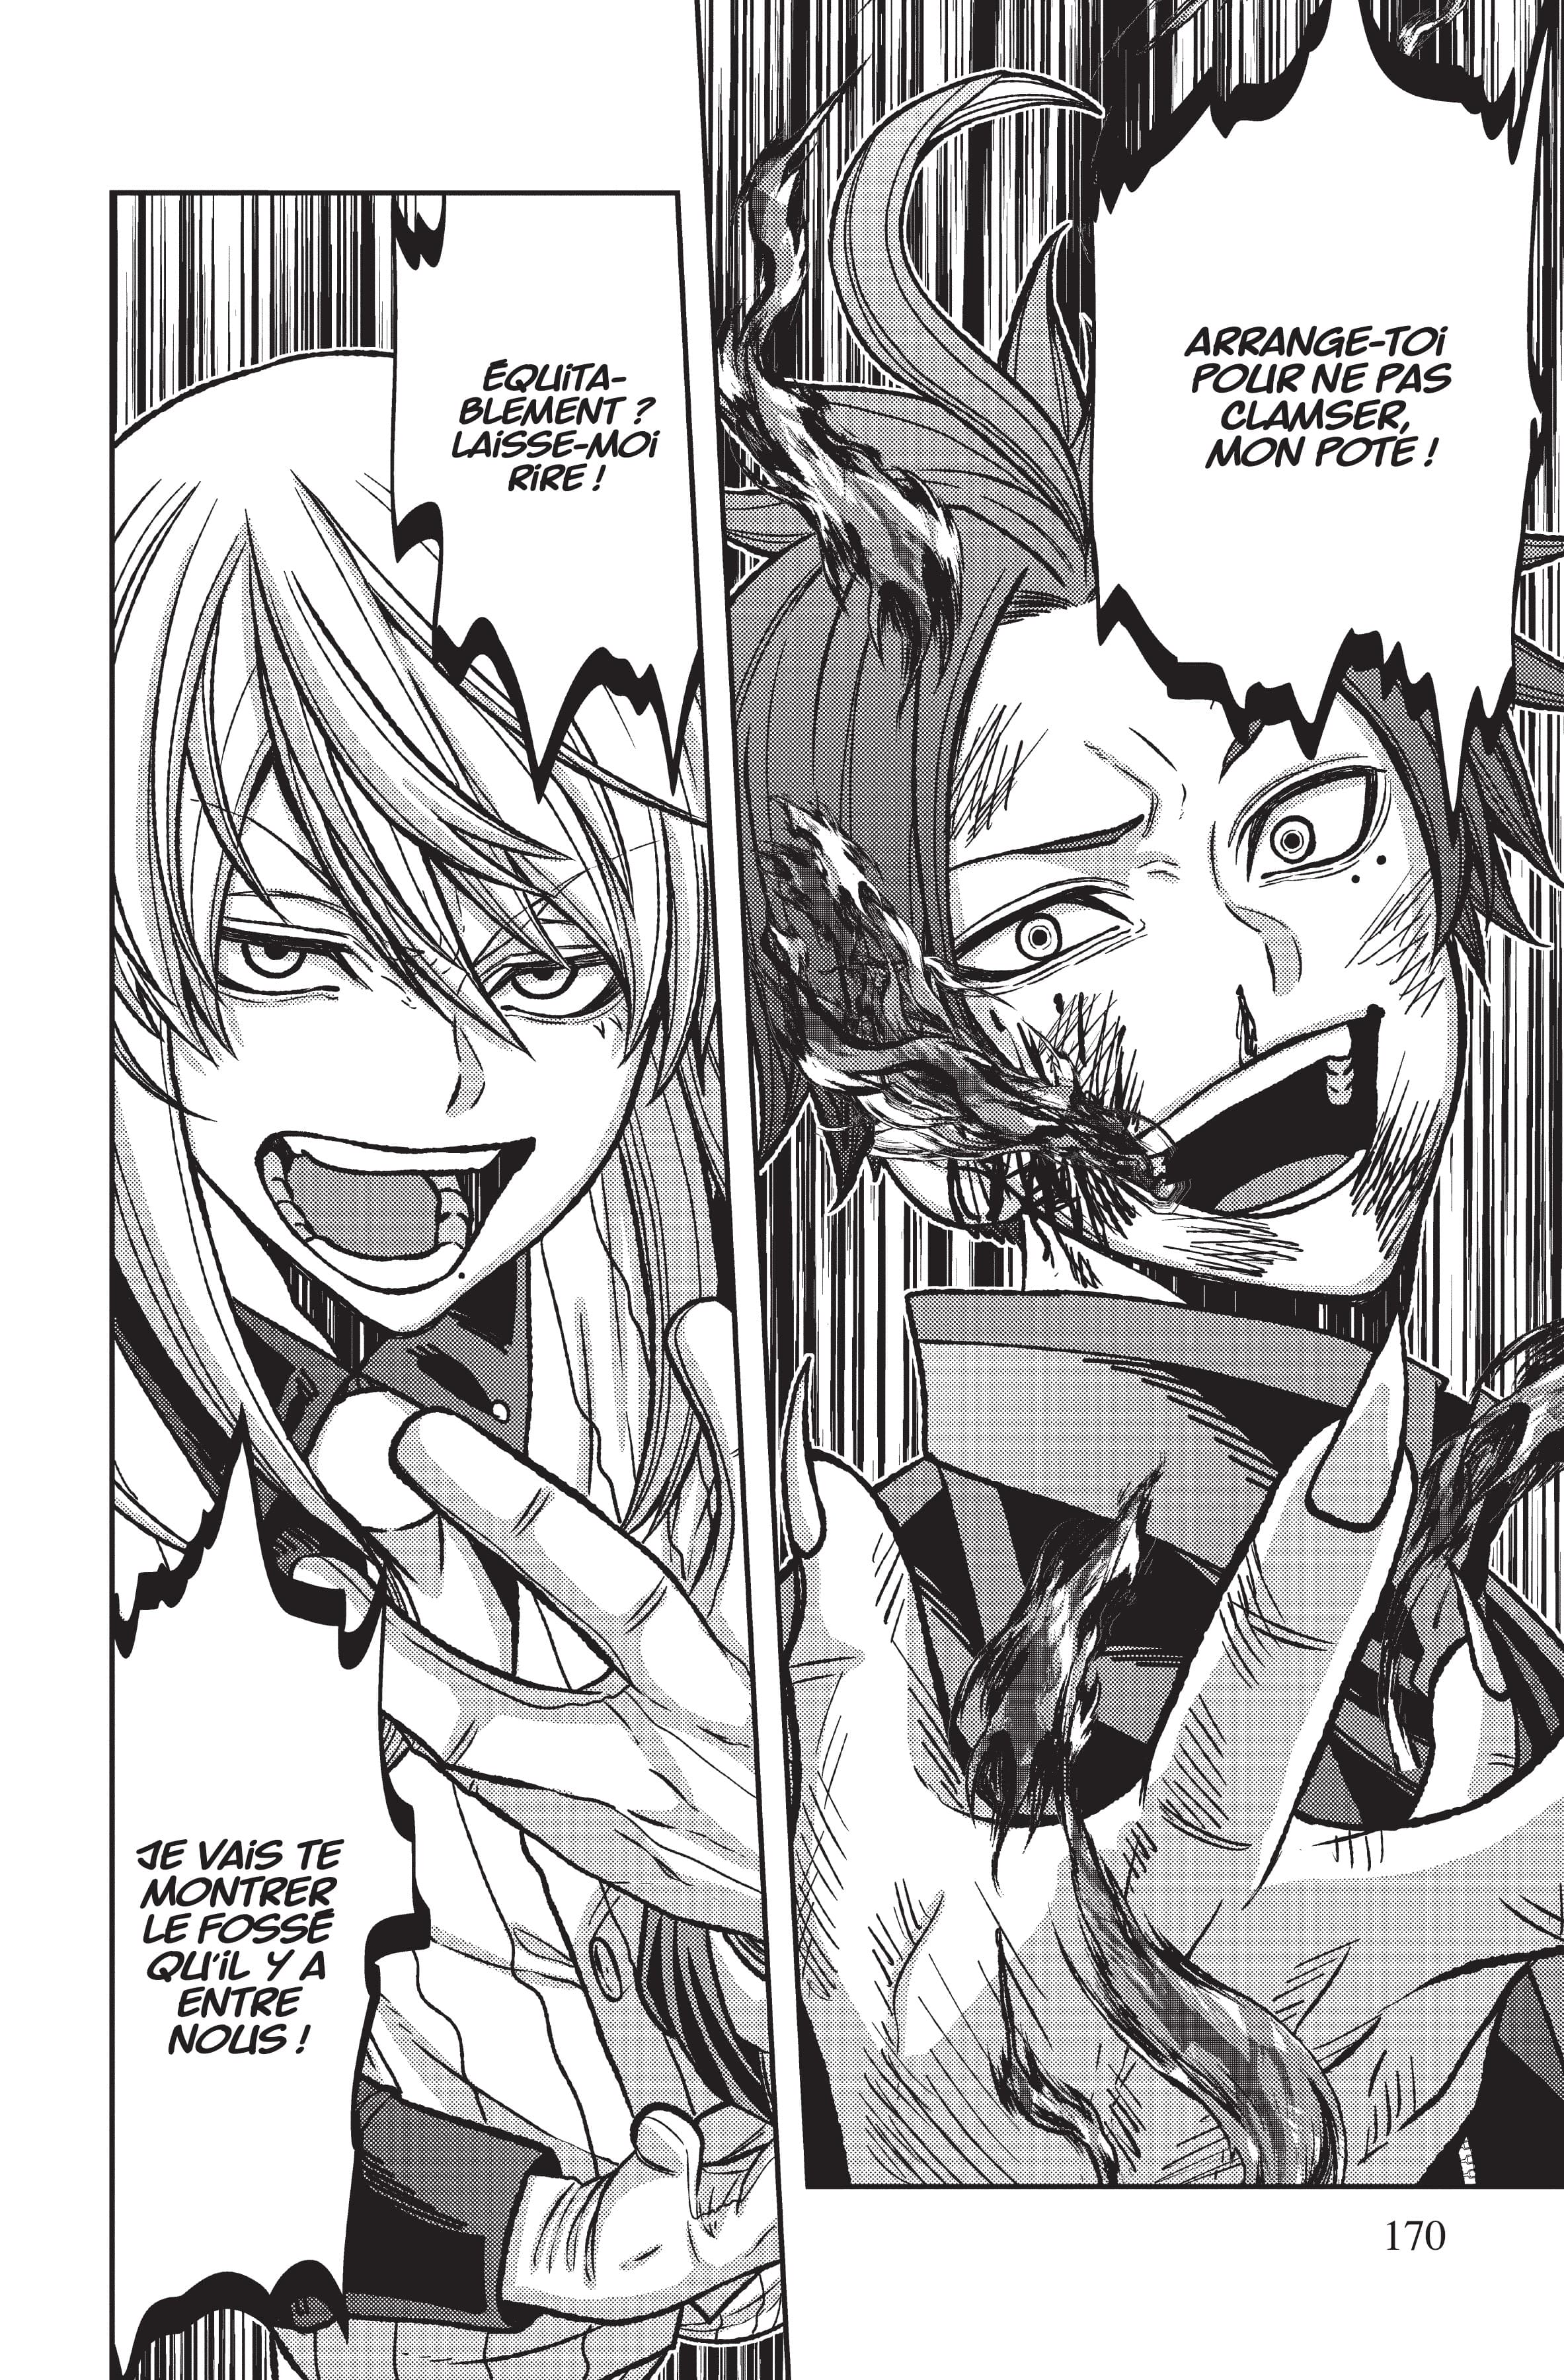 ARRANGE-TOI
POUR NE PAS
CLAMSER,
MON POTE !
ÉQUITA-
BLEMENT ?
LAISSE-MOI
RIRE !
JE VAIS TE
MONTRER
LE FOSSÉ
QU'IL Y A
ENTRE
NOUS !
170